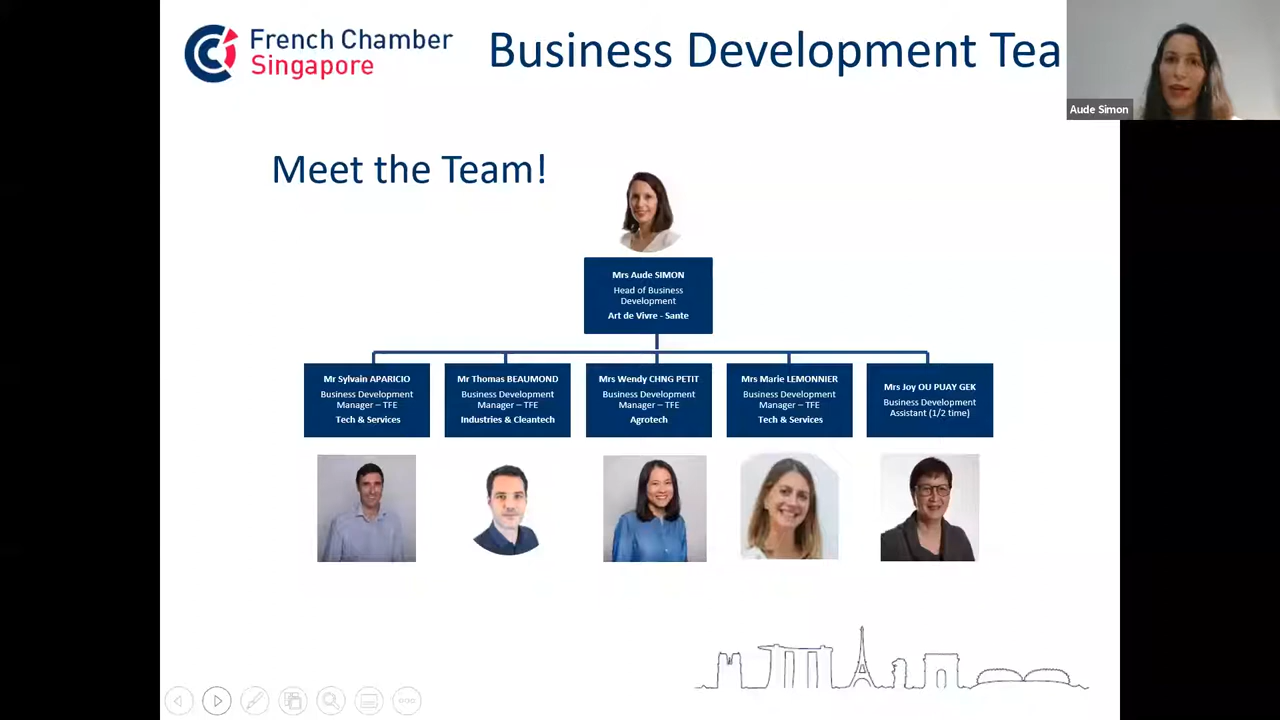 French Chamber
Singapore
Business Development Tea
Aude Simon
Meet the Team!
Mrs Aude SIMON
Head of Business
Development
Art de Vivre - Sante
Mr Sylvain APARICIO
Business Development
Manager – TFE
Tech & Services
Mr Thomas BEAUMOND
Business Development
Manager – TFE
Industries & Cleantech
Mrs Wendy CHNG PETIT
Business Development
Manager – TFE
Agrotech
Mrs Marie LEMONNIER
Business Development
Manager – TFE
Tech & Services
Mrs Joy OU PUAY GEK
Business Development
Assistant (1/2 time)